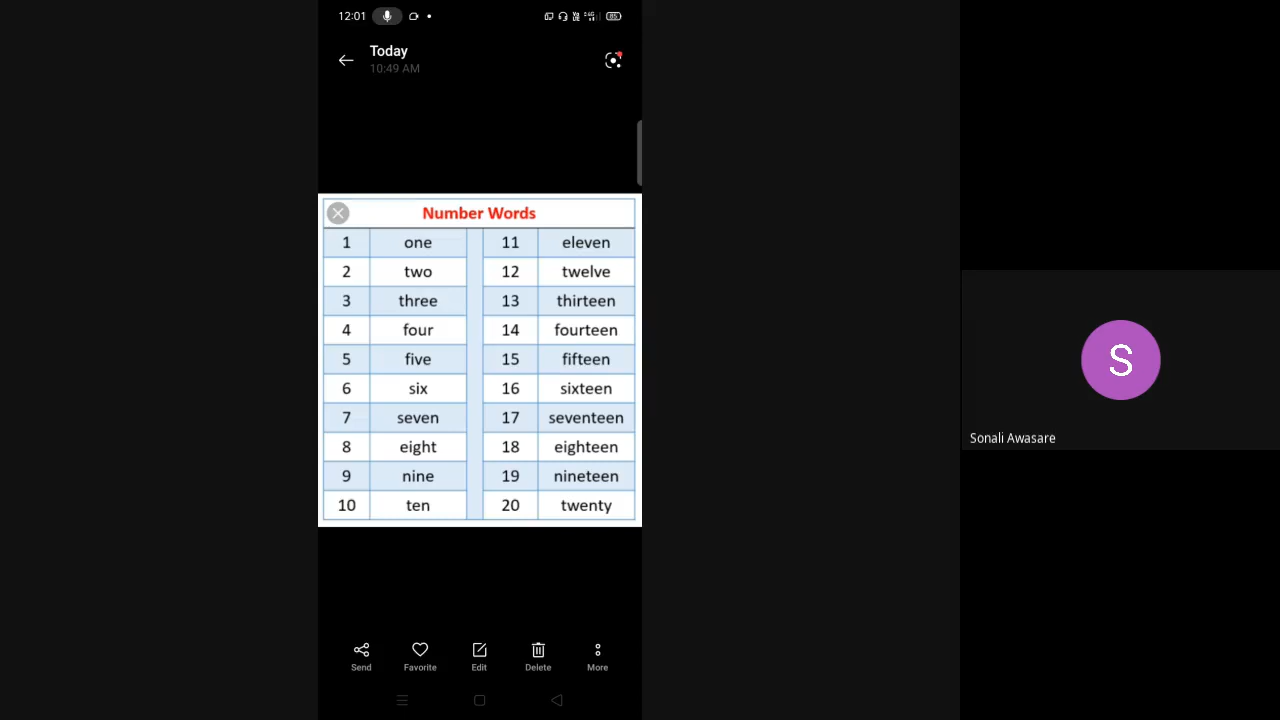 12:01
85
Today
10:49 AM
Number Words
1 one 11 eleven
2 two 12 twelve
3 three 13 thirteen
4 four 14 fourteen
5 five 15 fifteen
6 six 16 sixteen
7 seven 17 seventeen
8 eight 18 eighteen
9 nine 19 nineteen
10 ten 20 twenty
S
Sonali Awasare
Send Favorite Edit Delete More